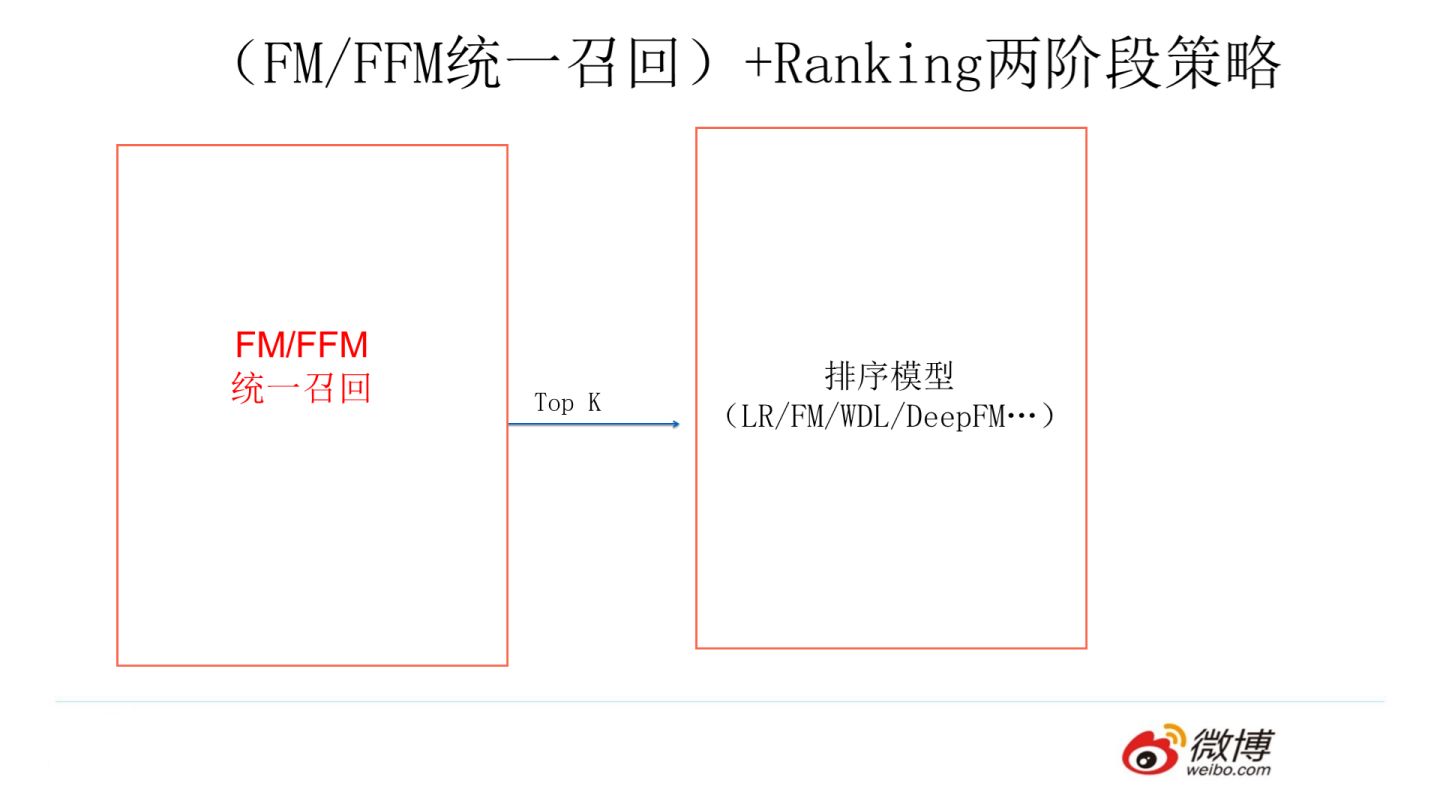 （FM/FFM统一召回）+Ranking两阶段策略
FM/FFM
统一召回
Top K
排序模型
（LR/FM/WDL/DeepFM…）
微博
weibo.com